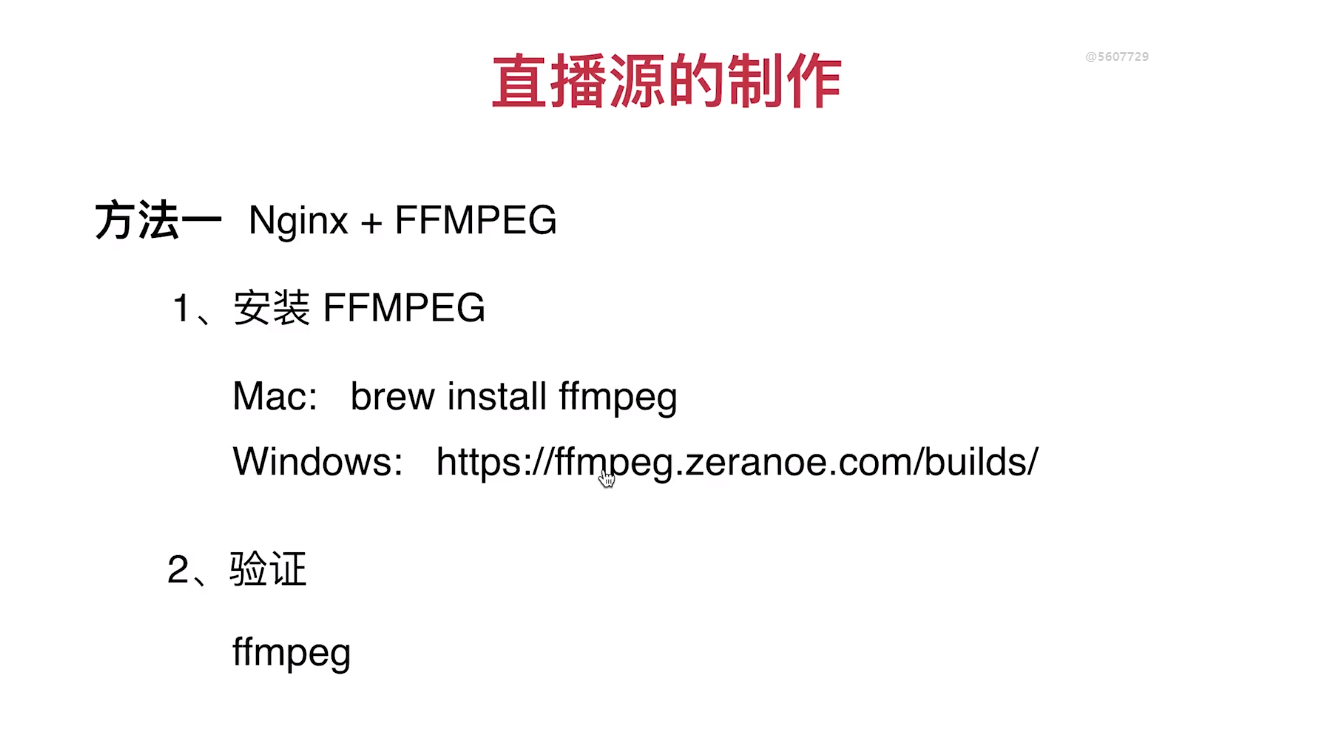 直播源的制作
@5607729
方法一 Nginx + FFMPEG
1、安装 FFMPEG
Mac: brew install ffmpeg
Windows: https://ffmpeg.zeranoe.com/builds/
2、验证
ffmpeg